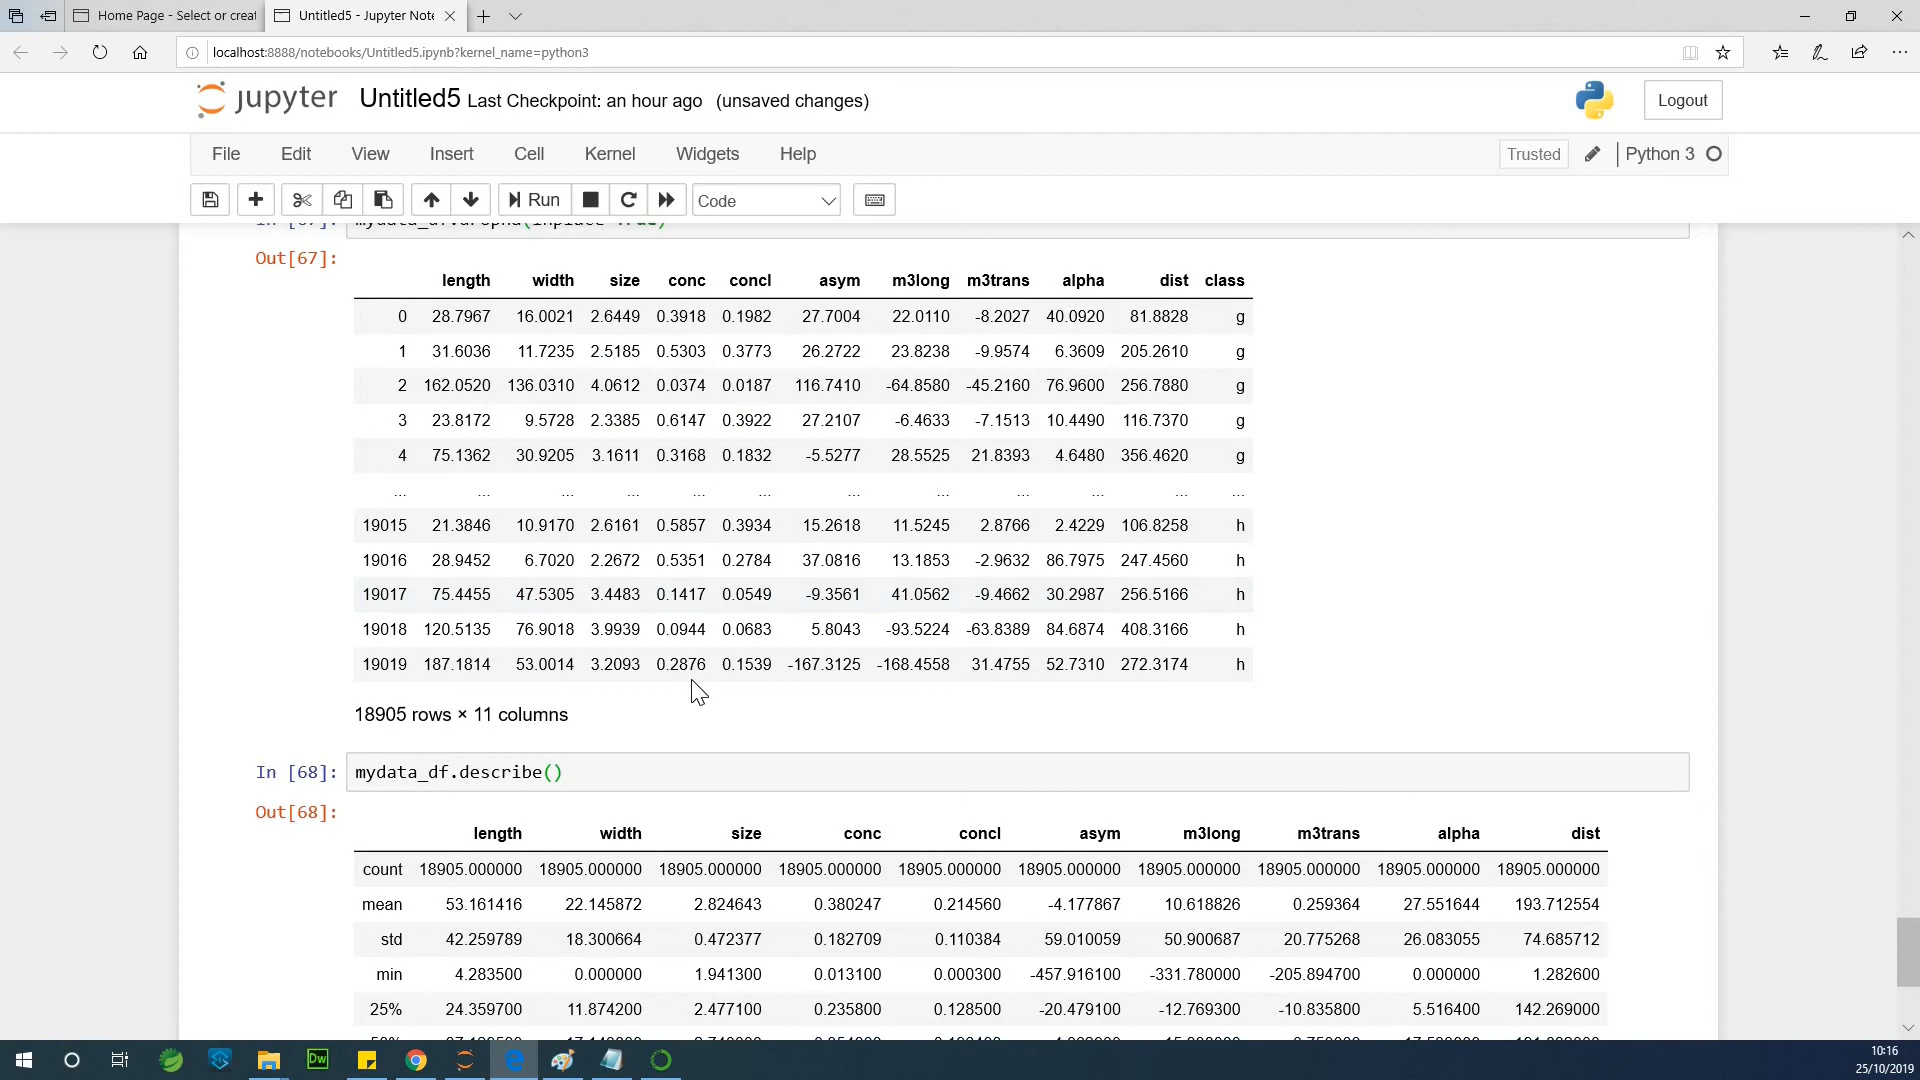 Home Page - Select or creat
Untitled5 - Jupyter Note
localhost:8888/notebooks/Untitled5.ipynb?kernel_name=python3
jupyter Untitled5 Last Checkpoint: an hour ago (unsaved changes)
Logout
File Edit View Insert Cell Kernel Widgets Help
Trusted Python 3
Run Code
Out[67]:
length width size conc concl asym m3long m3trans alpha dist class
0 28.7967 16.0021 2.6449 0.3918 0.1982 27.7004 22.0110 -8.2027 40.0920 81.8828 g
1 31.6036 11.7235 2.5185 0.5303 0.3773 26.2722 23.8238 -9.9574 6.3609 205.2610 g
2 162.0520 136.0310 4.0612 0.0374 0.0187 116.7410 -64.8580 -45.2160 76.9600 256.7880 g
3 23.8172 9.5728 2.3385 0.6147 0.3922 27.2107 -6.4633 -7.1513 10.4490 116.7370 g
4 75.1362 30.9205 3.1611 0.3168 0.1832 -5.5277 28.5525 21.8393 4.6480 356.4620 g
... ... ... ... ... ... ... ... ... ... ... ...
19015 21.3846 10.9170 2.6161 0.5857 0.3934 15.2618 11.5245 2.8766 2.4229 106.8258 h
19016 28.9452 6.7020 2.2672 0.5351 0.2784 37.0816 13.1853 -2.9632 86.7975 247.4560 h
19017 75.4455 47.5305 3.4483 0.1417 0.0549 -9.3561 41.0562 -9.4662 30.2987 256.5166 h
19018 120.5135 76.9018 3.9939 0.0944 0.0683 5.8043 -93.5224 -63.8389 84.6874 408.3166 h
19019 187.1814 53.0014 3.2093 0.2876 0.1539 -167.3125 -168.4558 31.4755 52.7310 272.3174 h
18905 rows × 11 columns
In [68]: mydata_df.describe()
Out[68]:
length width size conc concl asym m3long m3trans alpha dist
count 18905.000000 18905.000000 18905.000000 18905.000000 18905.000000 18905.000000 18905.000000 18905.000000 18905.000000 18905.000000
mean 53.161416 22.145872 2.824643 0.380247 0.214560 -4.177867 10.618826 0.259364 27.551644 193.712554
std 42.259789 18.300664 0.472377 0.182709 0.110384 59.010059 50.900687 20.775268 26.083055 74.685712
min 4.283500 0.000000 1.941300 0.013100 0.000300 -457.916100 -331.780000 -205.894700 0.000000 1.282600
25% 24.359700 11.874200 2.477100 0.235800 0.128500 -20.479100 -12.769300 -10.835800 5.516400 142.269000
Dw
10:16
25/10/2019